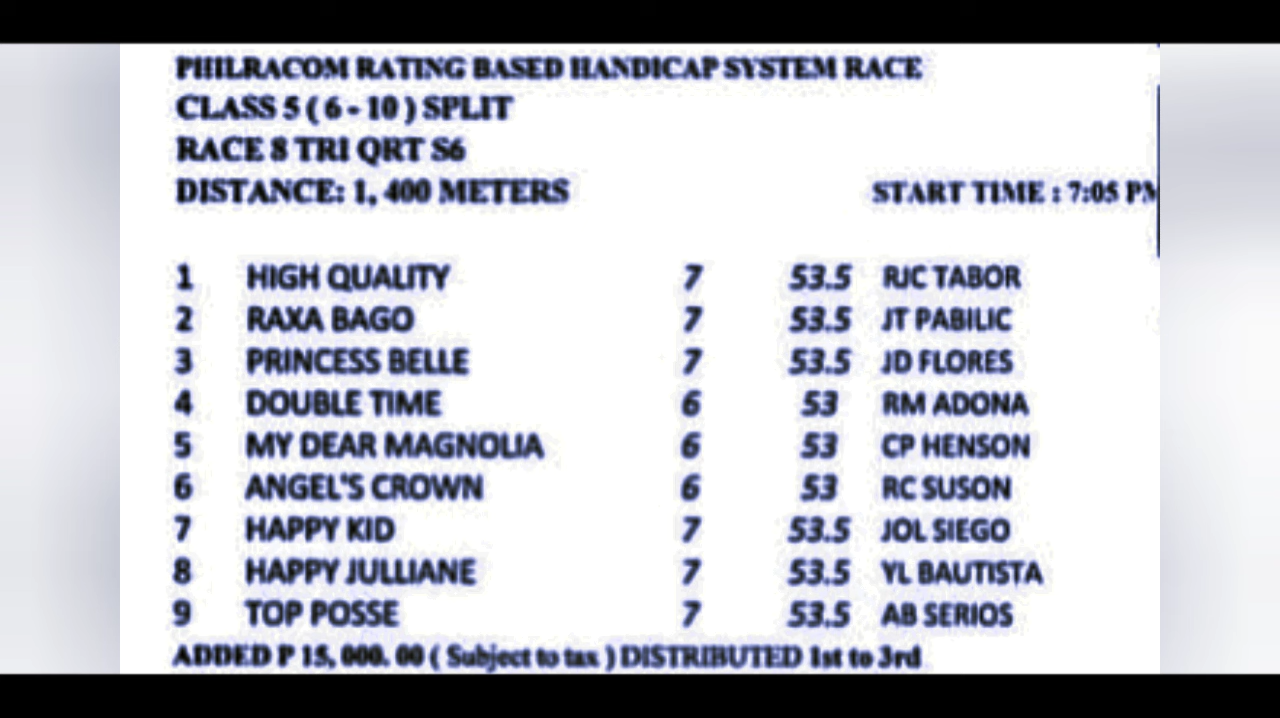 PHILRACOM RATING BASED HANDICAP SYSTEM RACE
CLASS 5 ( 6 - 10 ) SPLIT
RACE 8 TRI QRT S6
DISTANCE: 1, 400 METERS START TIME : 7:05 PM
1 HIGH QUALITY 7 53.5 RJC TABOR
2 RAXA BAGO 7 53.5 JT PABILIC
3 PRINCESS BELLE 7 53.5 JD FLORES
4 DOUBLE TIME 6 53 RM ADONA
5 MY DEAR MAGNOLIA 6 53 CP HENSON
6 ANGEL'S CROWN 6 53 RC SUSON
7 HAPPY KID 7 53.5 JOL SIEGO
8 HAPPY JULLIANE 7 53.5 YL BAUTISTA
9 TOP POSSE 7 53.5 AB SERIOS
ADDED P 15, 000. 00 ( Subject to tax ) DISTRIBUTED 1st to 3rd